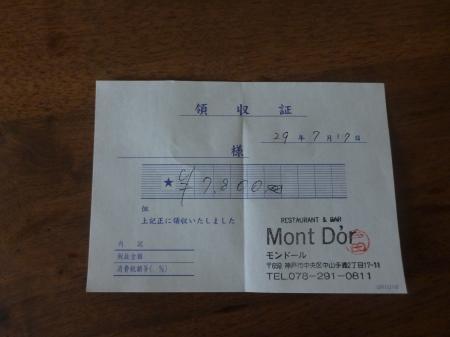 領収証
29年7月17日
様
★ ¥7,800
但
上記正に領収いたしました
内訳
税抜金額
消費税額等( %)
RESTAURANT & BAR
Mont D'or
モンドール
神戸市中央区中山手通2丁目17-11
TEL.078-291-0811